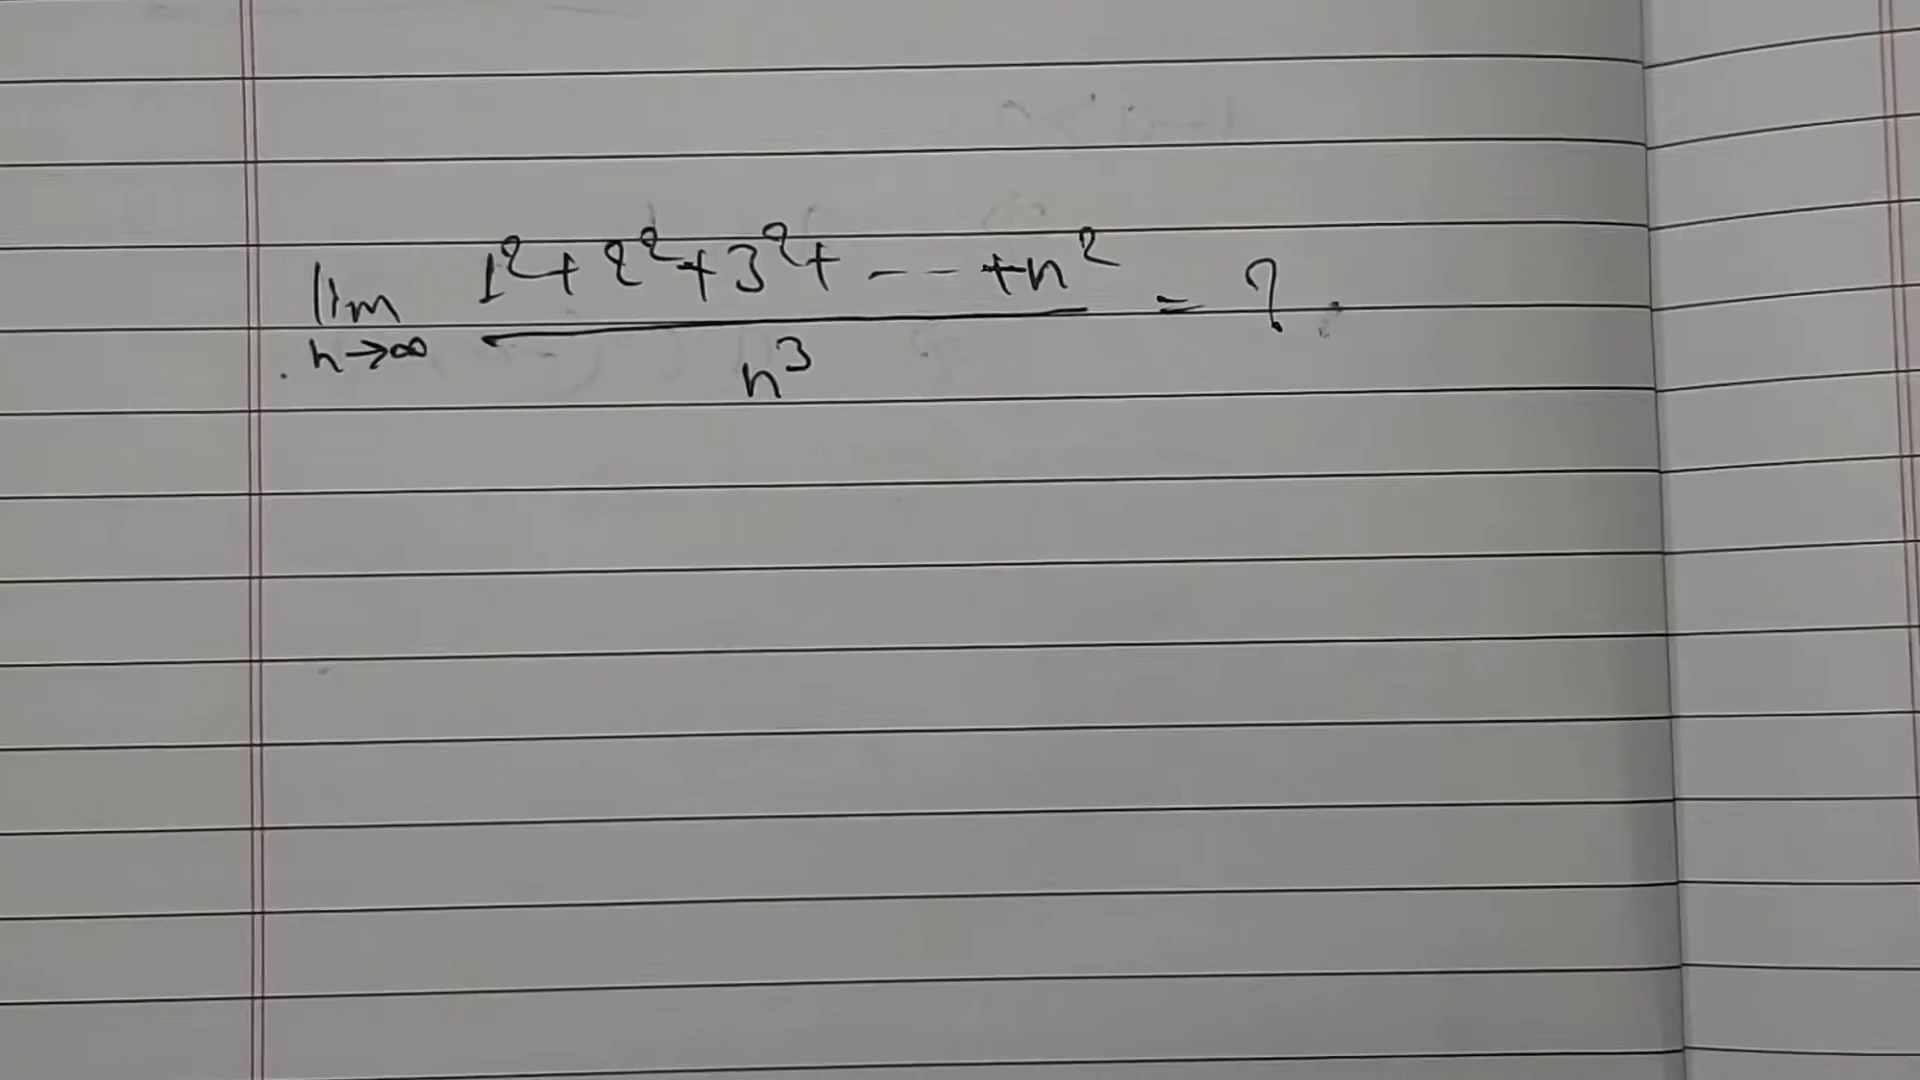 lim n→∞ (1² + 2² + 3² + - - - + n²) / n³ = ?